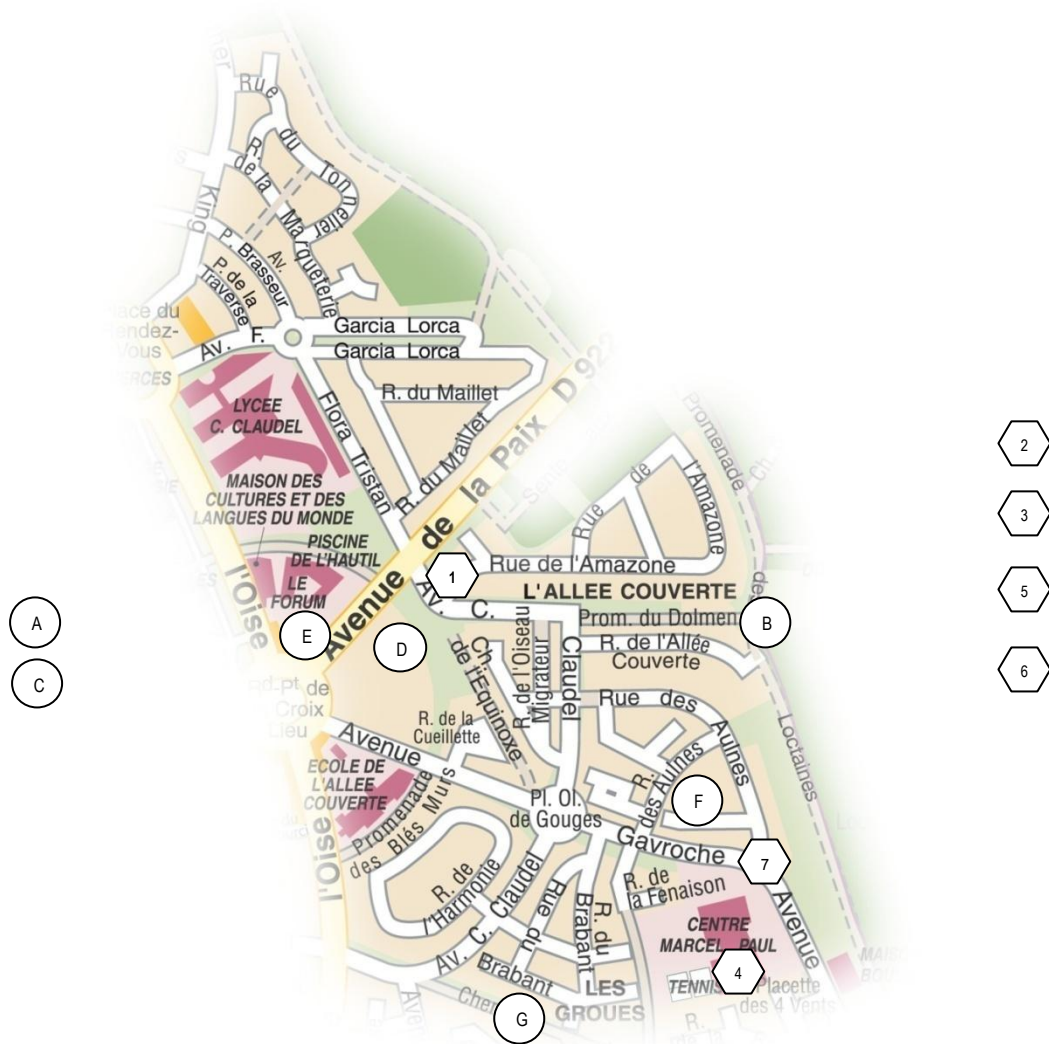 Rue
du
Tonnelier
R.
de la
Marqueterie
King
P. Brasseur
Av.
P. de la
Traverse
Rendez-
Vous
Av. F.
Garcia Lorca
Garcia Lorca
R. du Maillet
R. du Maillet
Flora Tristan
LYCEE
C. CLAUDEL
MAISON DES
CULTURES ET DES
LANGUES DU MONDE
PISCINE
DE L'HAUTIL
LE
FORUM
l'Oise
Avenue de la Paix D 922
Promenade
des
Loctaines
Rue de
l'Amazone
Rue de l'Amazone
L'ALLEE COUVERTE
Prom. du Dolmen
R. de l'Allée
Couverte
Av. C.
Claudel
R. de l'Oiseau
Migrateur
Ch.
de l'Equinoxe
R. de la
Cueillette
Rue des
Aulnes
R.
des Aulnes
Croix
Avenue
ECOLE DE
L'ALLEE
COUVERTE
Promenade
des Blés Murs
l'Oise
Pl. Ol.
de Gouges
Gavroche
Avenue
R. de
la Fenaison
R. de
l'Harmonie
Av. C. Claudel
Rue du
Brabant
R. du
Brabant
CENTRE
MARCEL PAUL
TENNIS
Placette
des 4 Vents
LES
GROUES
R.
A
B
C
D
E
F
G
1
2
3
4
5
6
7